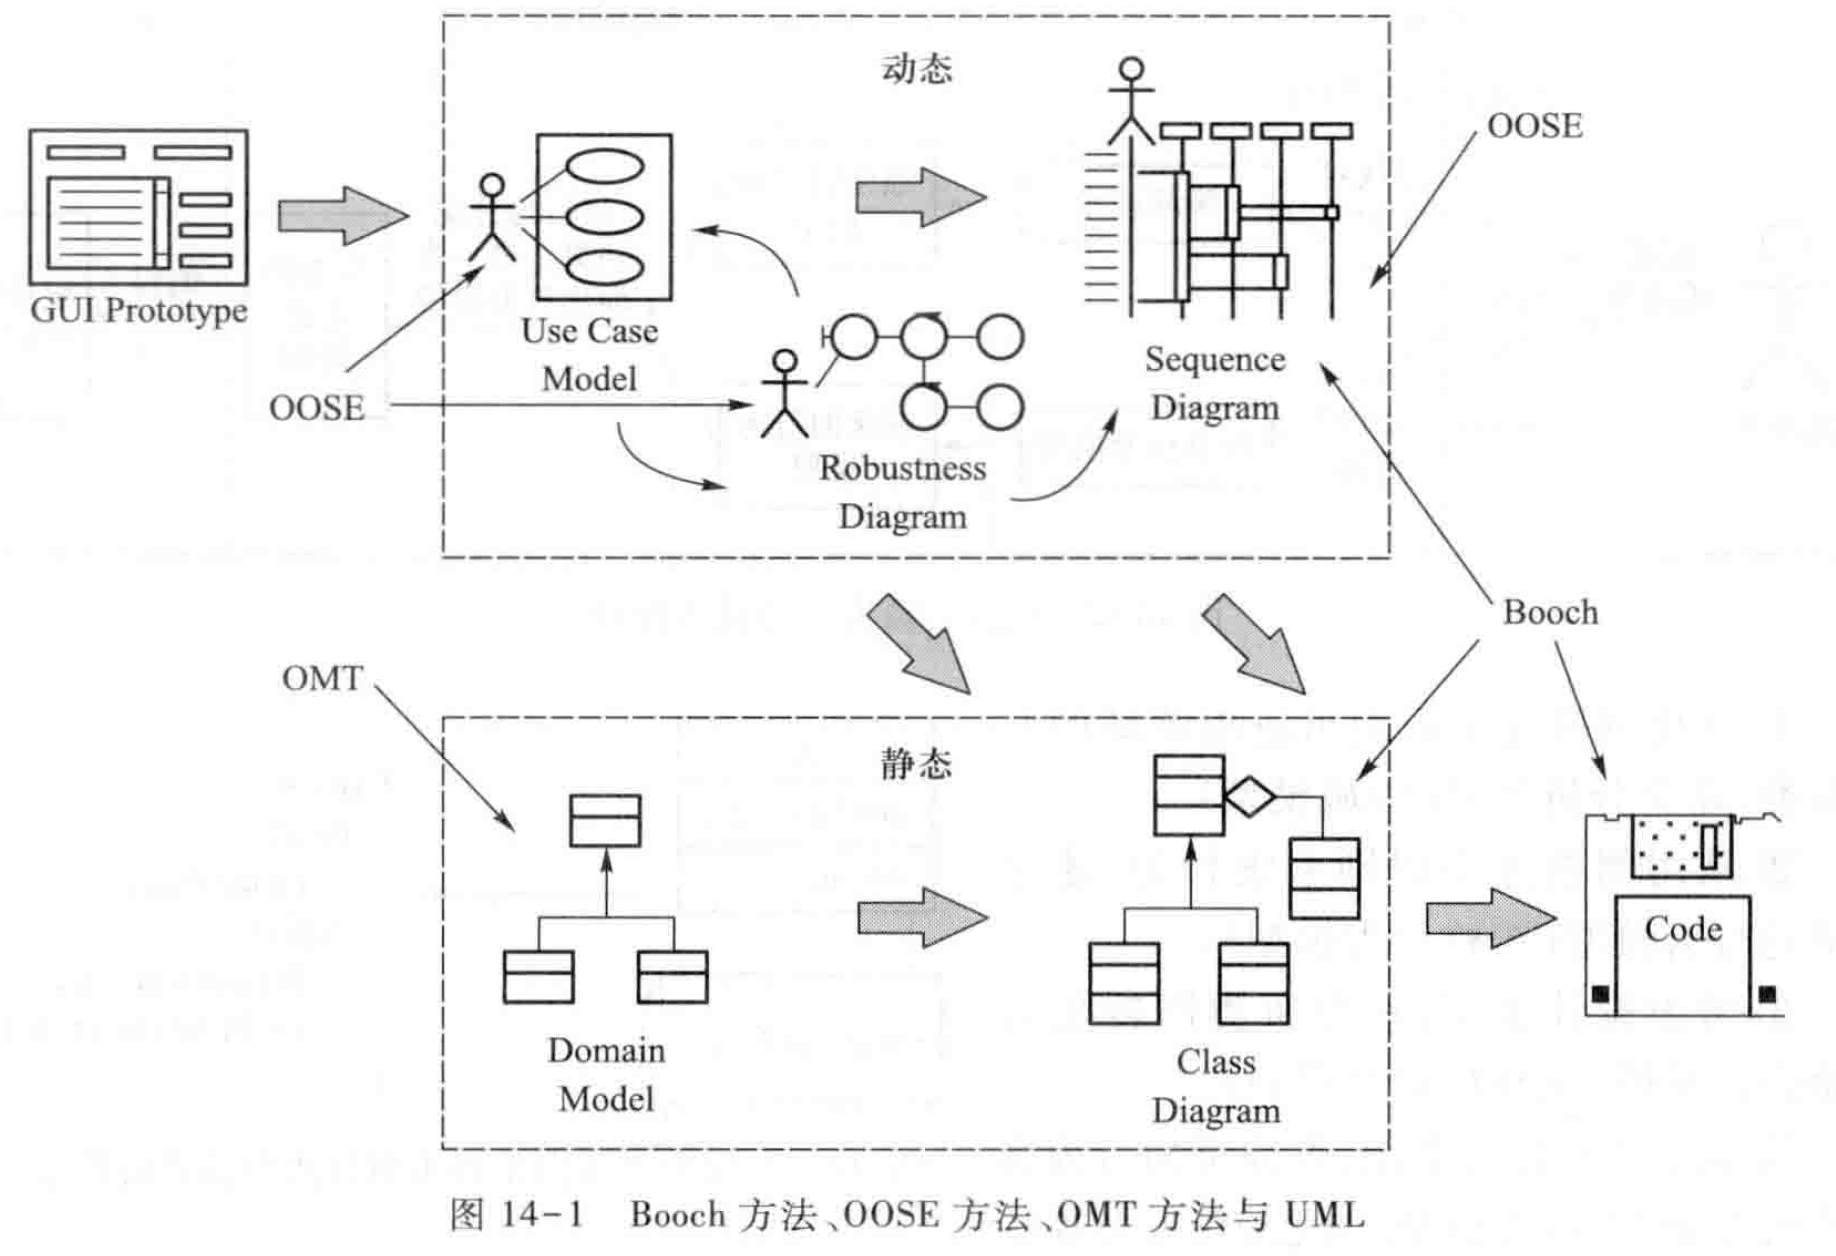 动态
OOSE
GUI Prototype
Use Case
Model
Sequence
Diagram
OOSE
Robustness
Diagram
Booch
OMT
静态
Code
Domain
Model
Class
Diagram
图 14-1 Booch 方法、OOSE 方法、OMT 方法与 UML